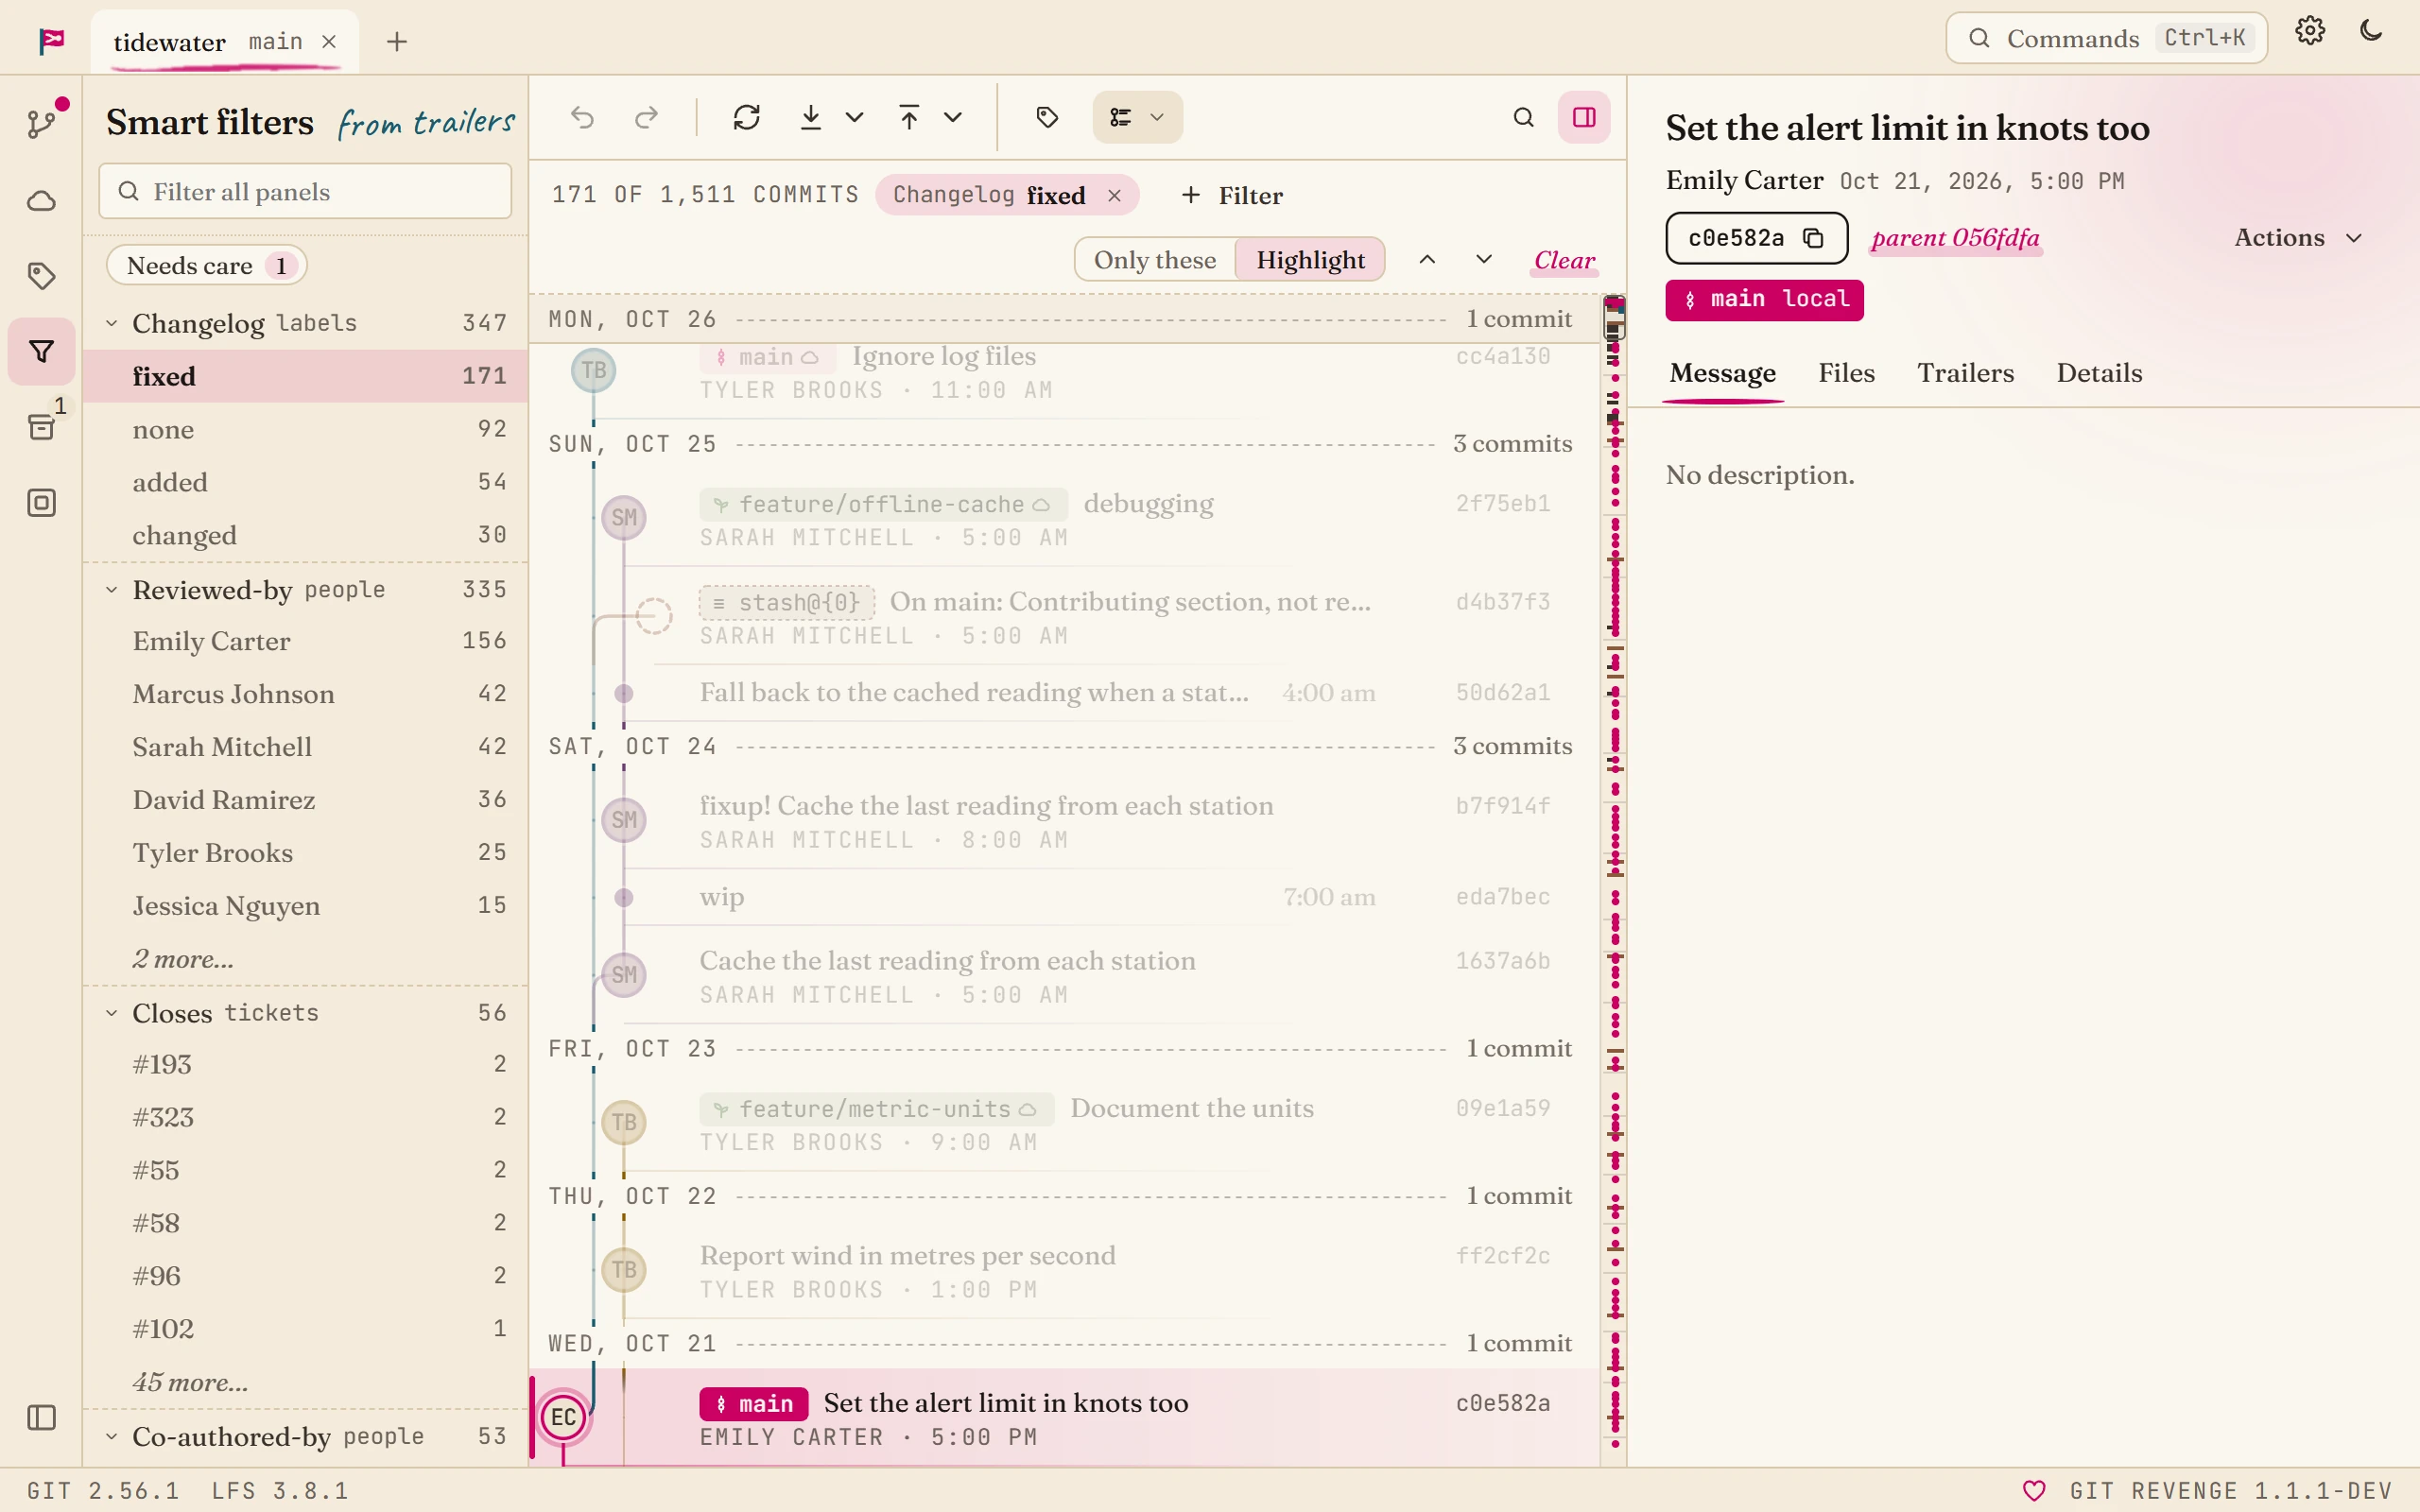 tidewater main
Commands Ctrl+K
Smart filters from trailers
Filter all panels
Needs care 1
Changelog labels 347
fixed 171
none 92
added 54
changed 30
Reviewed-by people 335
Emily Carter 156
Marcus Johnson 42
Sarah Mitchell 42
David Ramirez 36
Tyler Brooks 25
Jessica Nguyen 15
2 more...
Closes tickets 56
#193 2
#323 2
#55 2
#58 2
#96 2
#102 1
45 more...
Co-authored-by people 53
1
171 OF 1,511 COMMITS Changelog fixed Filter
Only these Highlight Clear
MON, OCT 26 1 commit
TB main Ignore log files cc4a130
TYLER BROOKS · 11:00 AM
SUN, OCT 25 3 commits
SM feature/offline-cache debugging 2f75eb1
SARAH MITCHELL · 5:00 AM
stash@{0} On main: Contributing section, not re... d4b37f3
SARAH MITCHELL · 5:00 AM
Fall back to the cached reading when a stat... 4:00 am 50d62a1
SAT, OCT 24 3 commits
SM fixup! Cache the last reading from each station b7f914f
SARAH MITCHELL · 8:00 AM
wip 7:00 am eda7bec
SM Cache the last reading from each station 1637a6b
SARAH MITCHELL · 5:00 AM
FRI, OCT 23 1 commit
TB feature/metric-units Document the units 09e1a59
TYLER BROOKS · 9:00 AM
THU, OCT 22 1 commit
TB Report wind in metres per second ff2cf2c
TYLER BROOKS · 1:00 PM
WED, OCT 21 1 commit
EC main Set the alert limit in knots too c0e582a
EMILY CARTER · 5:00 PM
Set the alert limit in knots too
Emily Carter Oct 21, 2026, 5:00 PM
c0e582a parent 056fdfa Actions
main local
Message Files Trailers Details
No description.
GIT 2.56.1 LFS 3.8.1
GIT REVENGE 1.1.1-DEV